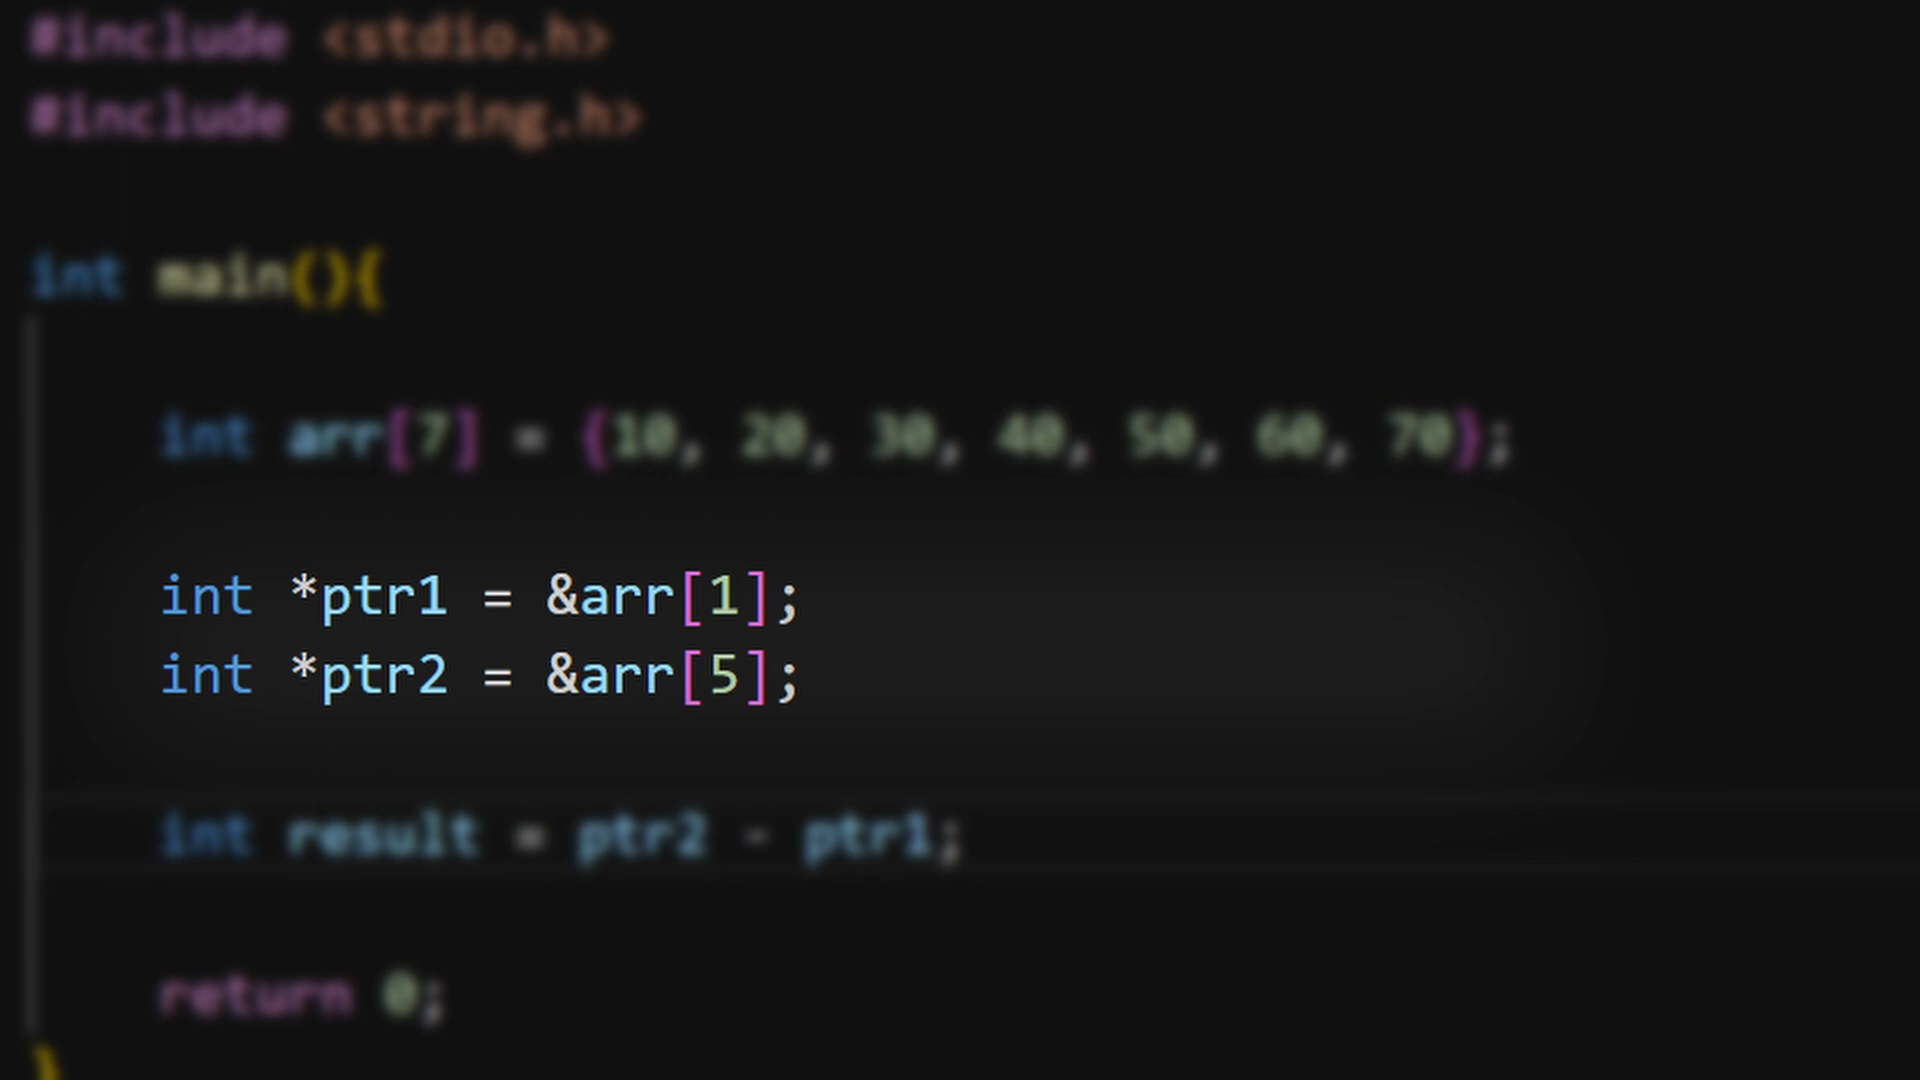 #include <stdio.h>
#include <string.h>
int main(){
int arr[7] = {10, 20, 30, 40, 50, 60, 70};
int *ptr1 = &arr[1];
int *ptr2 = &arr[5];
int result = ptr2 - ptr1;
return 0;
}